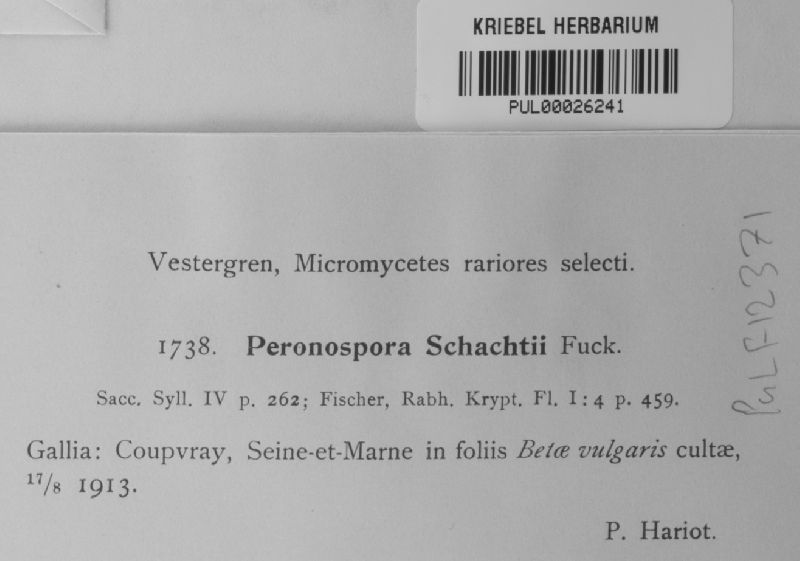 KRIEBEL HERBARIUM
PUL00026241
Vestergren, Micromycetes rariores selecti.
1738. Peronospora Schachtii Fuck.
Sacc. Syll. IV p. 262; Fischer, Rabh. Krypt. Fl. I: 4 p. 459.
Gallia: Coupvray, Seine-et-Marne in foliis Betæ vulgaris cultæ,
17/8 1913.
P. Hariot.
PuLF12371